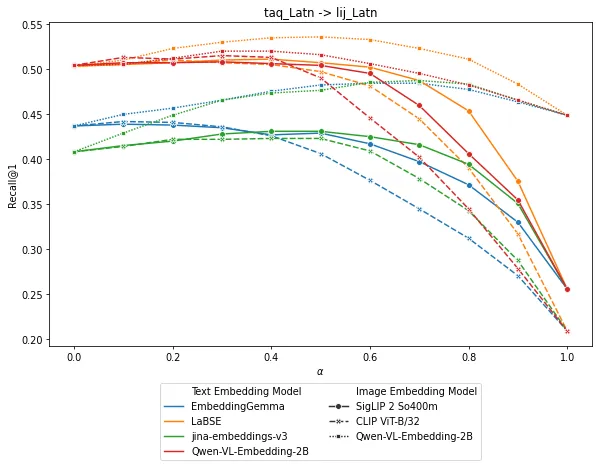 taq_Latn -> lij_Latn
0.55
0.50
0.45
0.40
0.35
0.30
0.25
0.20
Recall@1
0.0 0.2 0.4 0.6 0.8 1.0
α
Text Embedding Model Image Embedding Model
EmbeddingGemma SigLIP 2 So400m
LaBSE CLIP ViT-B/32
jina-embeddings-v3 Qwen-VL-Embedding-2B
Qwen-VL-Embedding-2B